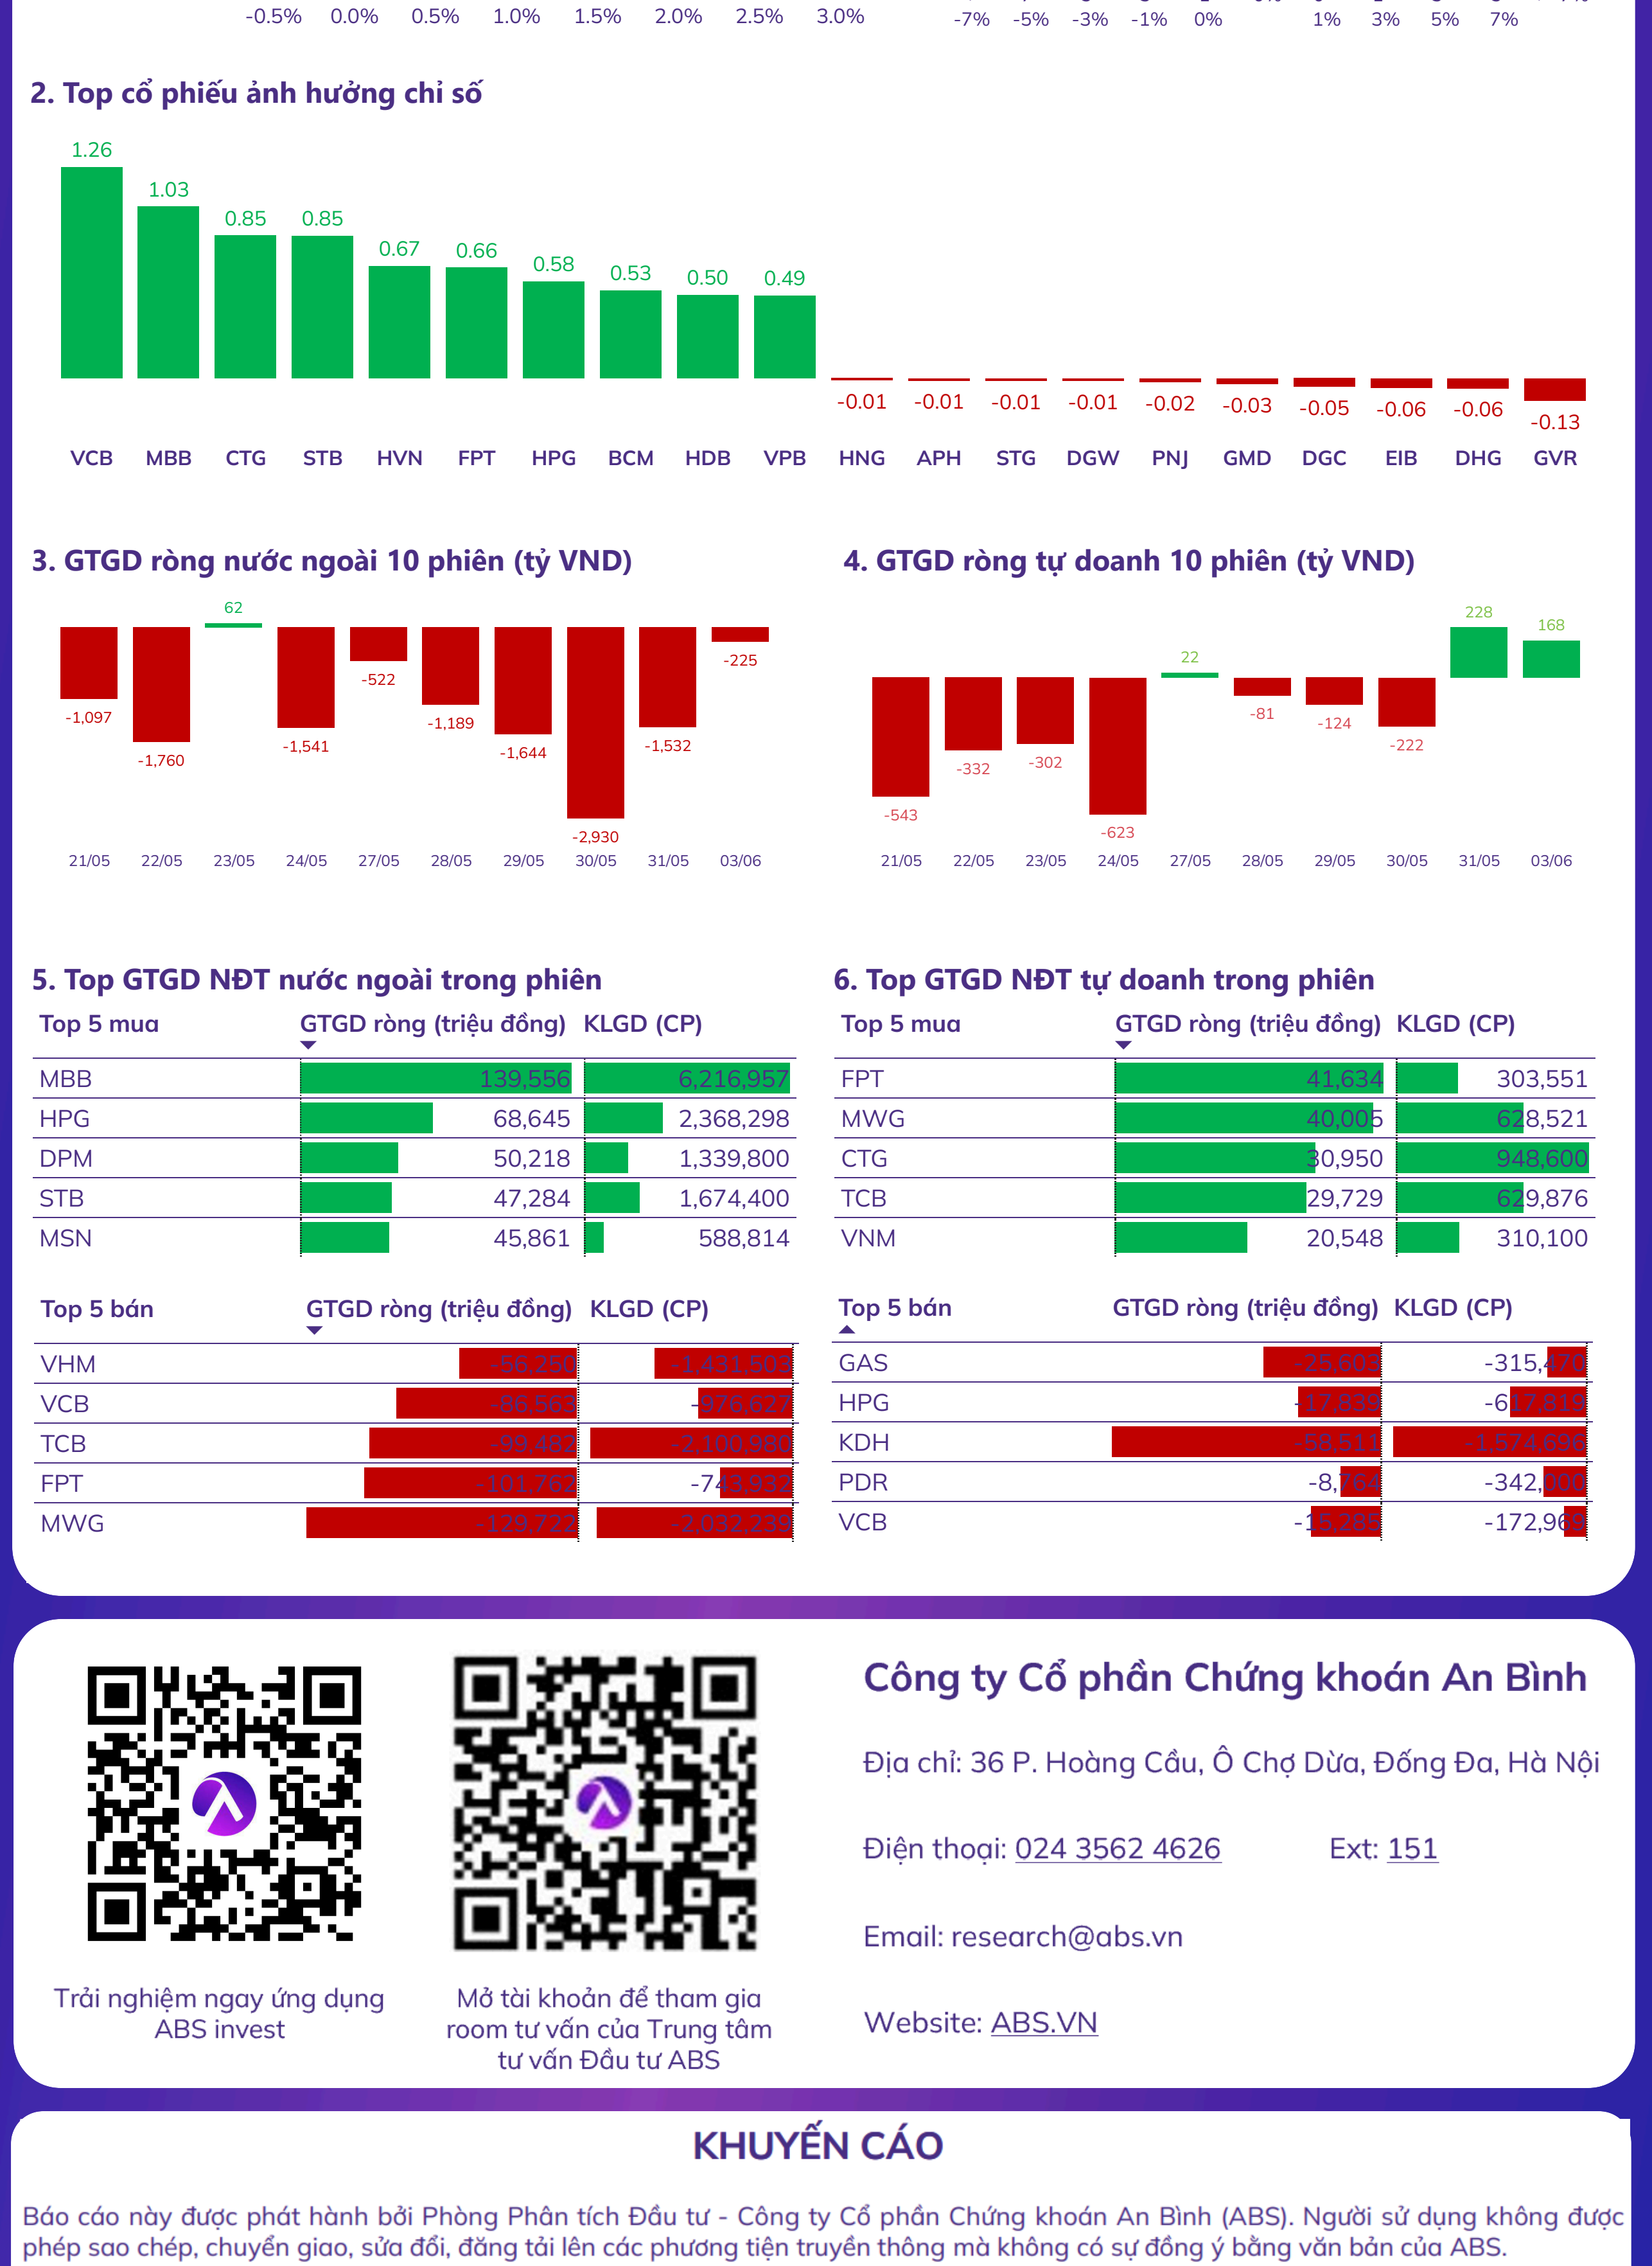 -0.5% 0.0% 0.5% 1.0% 1.5% 2.0% 2.5% 3.0%
-7% -5% -3% -1% 0% 1% 3% 5% 7%
2. Top cổ phiếu ảnh hưởng chỉ số
1.26 1.03 0.85 0.85 0.67 0.66 0.58 0.53 0.50 0.49
-0.01 -0.01 -0.01 -0.01 -0.02 -0.03 -0.05 -0.06 -0.06 -0.13
VCB MBB CTG STB HVN FPT HPG BCM HDB VPB HNG APH STG DGW PNJ GMD DGC EIB DHG GVR
3. GTGD ròng nước ngoài 10 phiên (tỷ VND)
-1,097 -1,760 62 -1,541 -522 -1,189 -1,644 -2,930 -1,532 -225
21/05 22/05 23/05 24/05 27/05 28/05 29/05 30/05 31/05 03/06
4. GTGD ròng tự doanh 10 phiên (tỷ VND)
-543 -332 -302 -623 22 -81 -124 -222 228 168
21/05 22/05 23/05 24/05 27/05 28/05 29/05 30/05 31/05 03/06
5. Top GTGD NĐT nước ngoài trong phiên
Top 5 mua GTGD ròng (triệu đồng) KLGD (CP)
MBB 139,556 6,216,957
HPG 68,645 2,368,298
DPM 50,218 1,339,800
STB 47,284 1,674,400
MSN 45,861 588,814
Top 5 bán GTGD ròng (triệu đồng) KLGD (CP)
VHM -56,250 -1,431,503
VCB -86,563 -976,627
TCB -99,482 -2,100,980
FPT -101,762 -743,932
MWG -129,722 -2,032,239
6. Top GTGD NĐT tự doanh trong phiên
Top 5 mua GTGD ròng (triệu đồng) KLGD (CP)
FPT 41,634 303,551
MWG 40,005 628,521
CTG 30,950 948,600
TCB 29,729 629,876
VNM 20,548 310,100
Top 5 bán GTGD ròng (triệu đồng) KLGD (CP)
GAS -25,603 -315,470
HPG -17,839 -617,819
KDH -58,511 -1,574,696
PDR -8,764 -342,000
VCB -15,285 -172,969
Trải nghiệm ngay ứng dụng
ABS invest
Mở tài khoản để tham gia
room tư vấn của Trung tâm
tư vấn Đầu tư ABS
Công ty Cổ phần Chứng khoán An Bình
Địa chỉ: 36 P. Hoàng Cầu, Ô Chợ Dừa, Đống Đa, Hà Nội
Điện thoại: 024 3562 4626 Ext: 151
Email: research@abs.vn
Website: ABS.VN
KHUYẾN CÁO
Báo cáo này được phát hành bởi Phòng Phân tích Đầu tư - Công ty Cổ phần Chứng khoán An Bình (ABS). Người sử dụng không được
phép sao chép, chuyển giao, sửa đổi, đăng tải lên các phương tiện truyền thông mà không có sự đồng ý bằng văn bản của ABS.